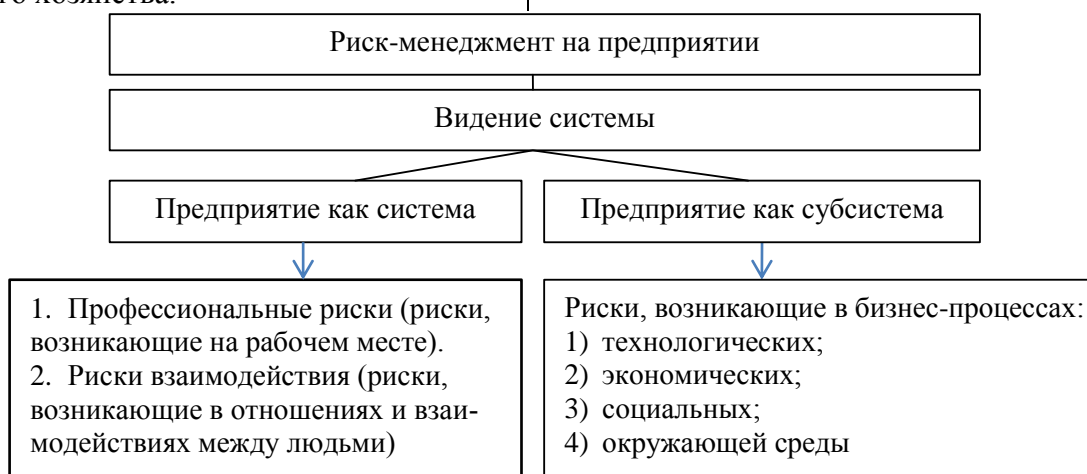 го хозяйства.
Риск-менеджмент на предприятии
Видение системы
Предприятие как система
Предприятие как субсистема
1. Профессиональные риски (риски,
возникающие на рабочем месте).
2. Риски взаимодействия (риски,
возникающие в отношениях и взаи-
модействиях между людьми)
Риски, возникающие в бизнес-процессах:
1) технологических;
2) экономических;
3) социальных;
4) окружающей среды